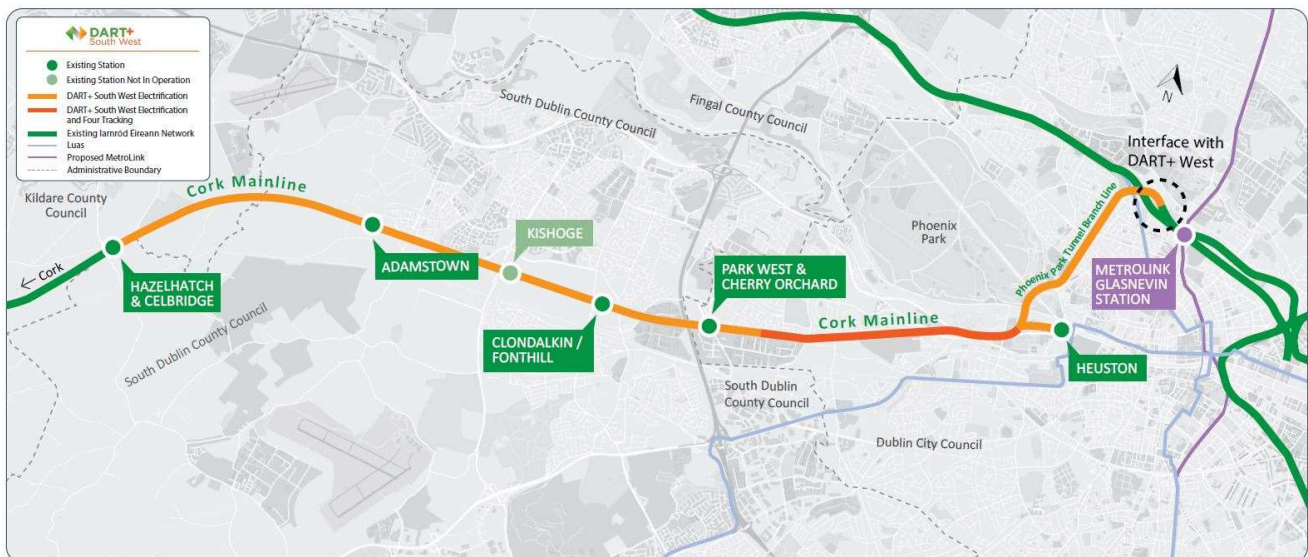 DART+
South West
Existing Station
Existing Station Not In Operation
DART+ South West Electrification
DART+ South West Electrification
and Four Tracking
Existing Iarnród Éireann Network
Luas
Proposed MetroLink
Administrative Boundary
South Dublin County Council
Fingal County Council
N
Interface with
DART+ West
Kildare County
Council
Cork Mainline
Cork
HAZELHATCH
& CELBRIDGE
ADAMSTOWN
KISHOGE
CLONDALKIN /
FONTHILL
PARK WEST &
CHERRY ORCHARD
Phoenix
Park
Phoenix Park Tunnel Branch Line
METROLINK
GLASNEVIN
STATION
Cork Mainline
HEUSTON
South Dublin County Council
South Dublin
County Council
Dublin City Council